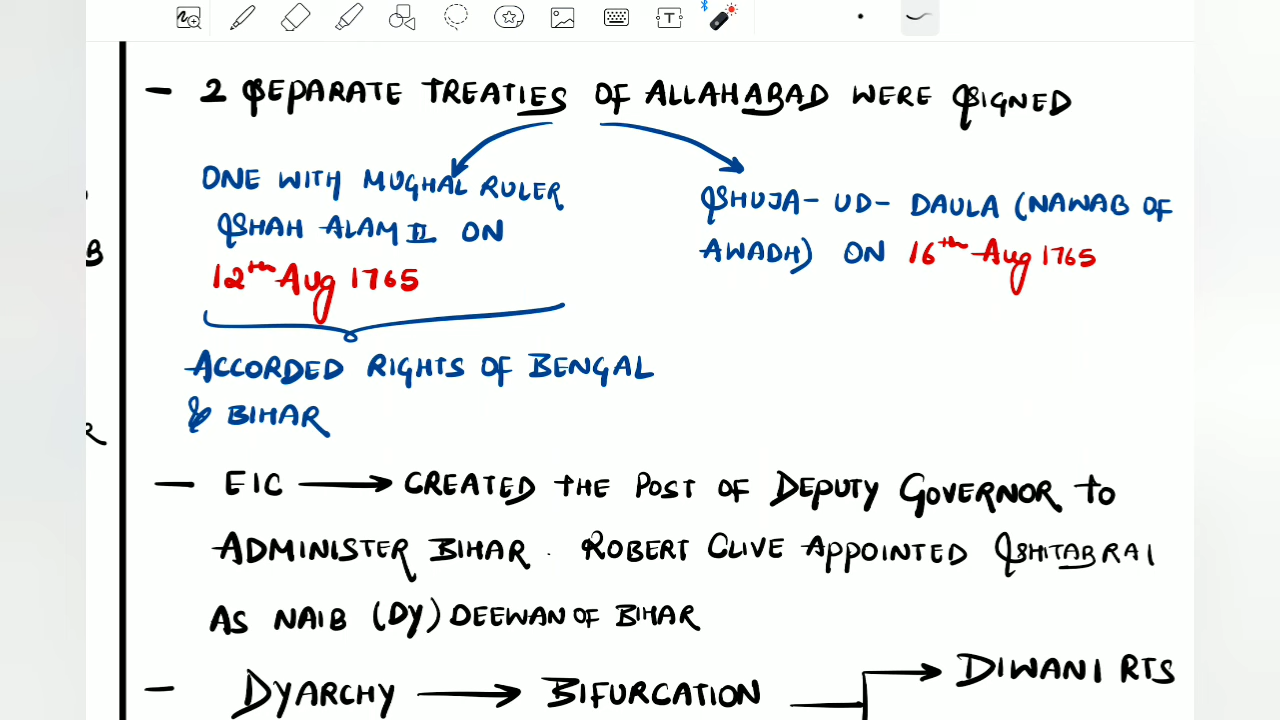 - 2 SEPARATE TREATIES OF ALLAHABAD WERE SIGNED
ONE WITH MUGHAL RULER
SHAH ALAM II ON
12th Aug 1765
SHUJA-UD-DAULA (NAWAB OF
AWADH) ON 16th Aug 1765
ACCORDED RIGHTS OF BENGAL
& BIHAR
- EIC → CREATED THE POST OF DEPUTY GOVERNOR TO
ADMINISTER BIHAR. ROBERT CLIVE APPOINTED SHITAB RAI
AS NAIB (DY) DEEWAN OF BIHAR
- DYARCHY → BIFURCATION → DIWANI RTS
B
R